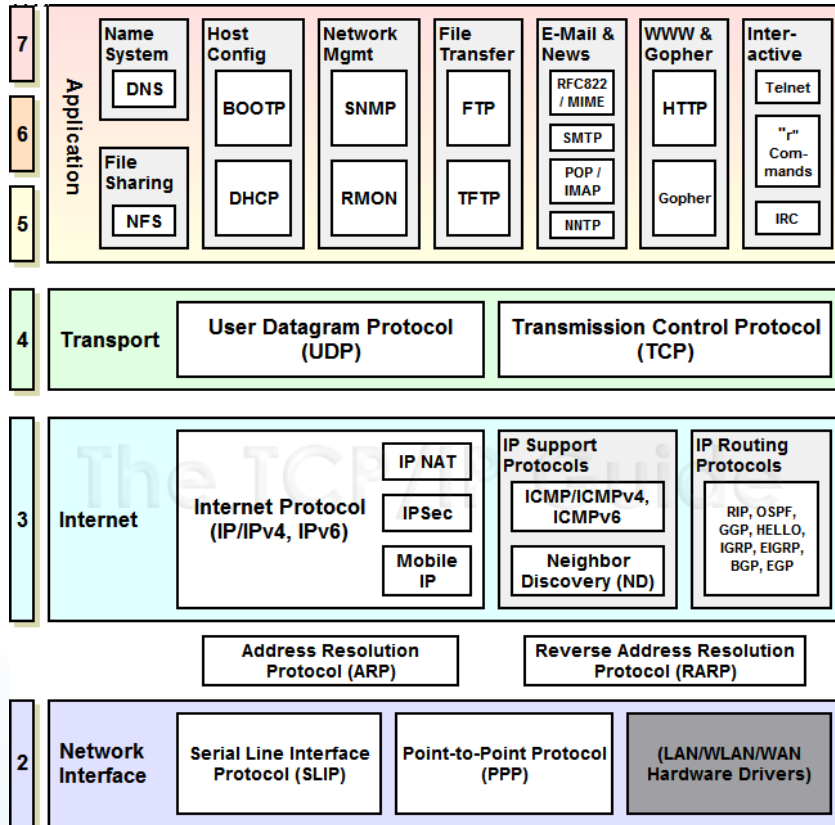 7
6
5
Application
Name
System
DNS
File
Sharing
NFS
Host
Config
BOOTP
DHCP
Network
Mgmt
SNMP
RMON
File
Transfer
FTP
TFTP
E-Mail &
News
RFC822
/ MIME
SMTP
POP /
IMAP
NNTP
WWW &
Gopher
HTTP
Gopher
Inter-
active
Telnet
"r"
Com-
mands
IRC
4
Transport
User Datagram Protocol
(UDP)
Transmission Control Protocol
(TCP)
The TCP/IP Guide
3
Internet
Internet Protocol
(IP/IPv4, IPv6)
IP NAT
IPSec
Mobile
IP
IP Support
Protocols
ICMP/ICMPv4,
ICMPv6
Neighbor
Discovery (ND)
IP Routing
Protocols
RIP, OSPF,
GGP, HELLO,
IGRP, EIGRP,
BGP, EGP
Address Resolution
Protocol (ARP)
Reverse Address Resolution
Protocol (RARP)
2
Network
Interface
Serial Line Interface
Protocol (SLIP)
Point-to-Point Protocol
(PPP)
(LAN/WLAN/WAN
Hardware Drivers)